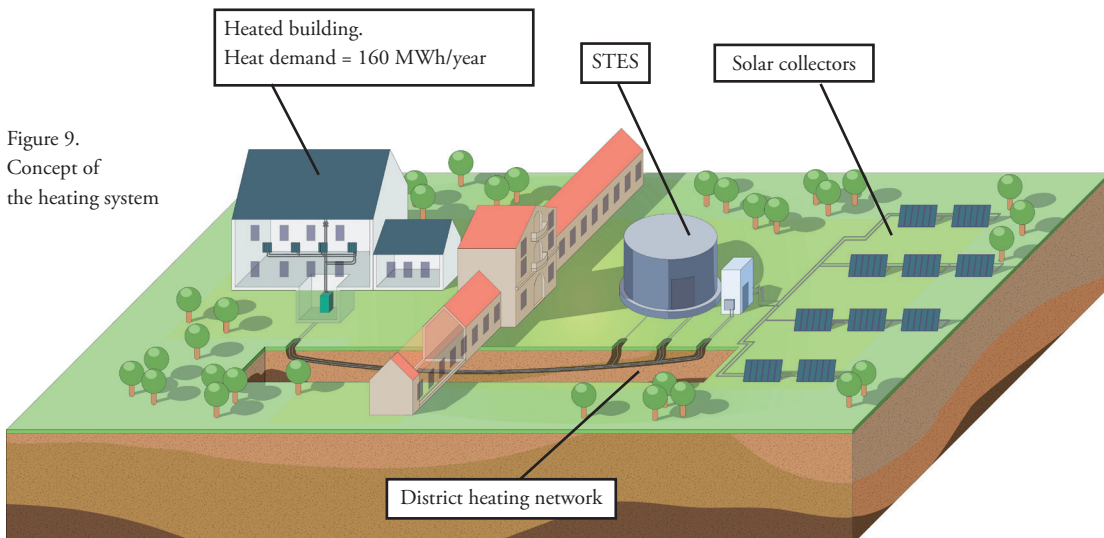 Heated building.
Heat demand = 160 MWh/year
STES
Solar collectors
Figure 9.
Concept of
the heating system
District heating network